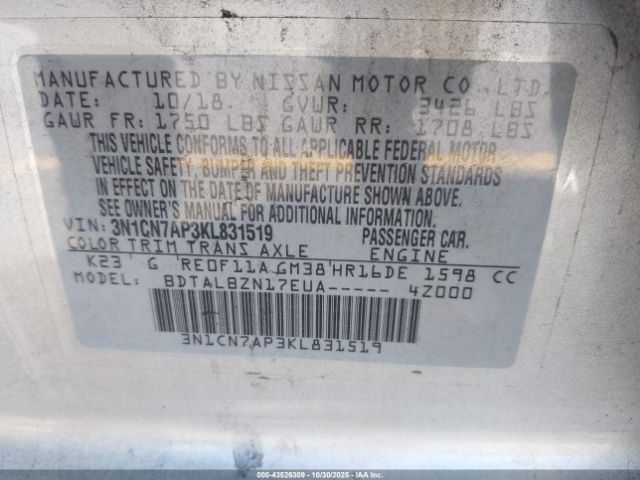 MANUFACTURED BY NISSAN MOTOR CO., LTD.
DATE: 10/18 GVWR: 3426 LBS
GAWR FR: 1750 LBS GAWR RR: 1708 LBS
THIS VEHICLE CONFORMS TO ALL APPLICABLE FEDERAL MOTOR
VEHICLE SAFETY, BUMPER AND THEFT PREVENTION STANDARDS
IN EFFECT ON THE DATE OF MANUFACTURE SHOWN ABOVE.
SEE OWNER'S MANUAL FOR ADDITIONAL INFORMATION.
VIN: 3N1CN7AP3KL831519 PASSENGER CAR.
COLOR TRIM TRANS AXLE ENGINE
K23 G RE0F11A GM38 HR16DE 1598 CC
MODEL: BDTALBZN17EUA----- 4Z000
3N1CN7AP3KL831519
000-43526309 - 10/30/2025 - IAAI.COM